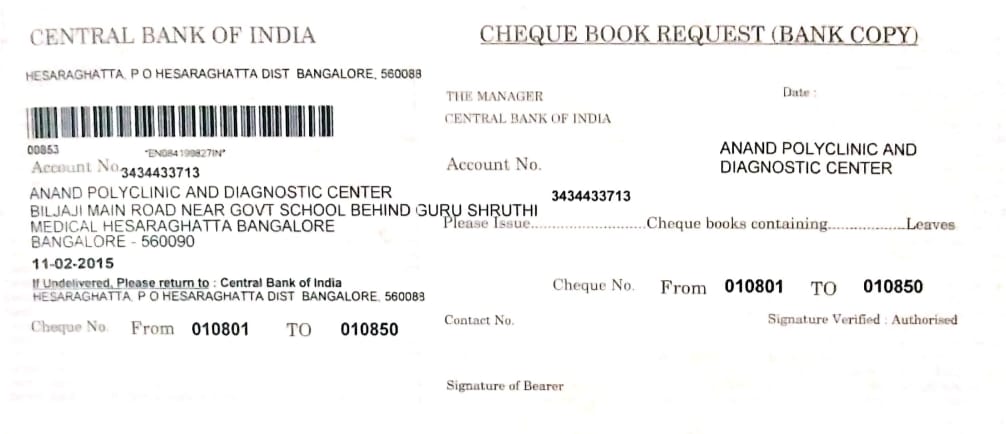 CENTRAL BANK OF INDIA
HESARAGHATTA, P O HESARAGHATTA DIST BANGALORE, 560088
00853
*EN084199827IN*
Account No. 3434433713
ANAND POLYCLINIC AND DIAGNOSTIC CENTER
BILJAJI MAIN ROAD NEAR GOVT SCHOOL BEHIND GURU SHRUTHI
MEDICAL HESARAGHATTA BANGALORE
BANGALORE - 560090
11-02-2015
If Undelivered, Please return to : Central Bank of India
HESARAGHATTA, P O HESARAGHATTA DIST BANGALORE, 560088
Cheque No. From 010801 TO 010850
CHEQUE BOOK REQUEST (BANK COPY)
Date :
THE MANAGER
CENTRAL BANK OF INDIA
Account No.
ANAND POLYCLINIC AND
DIAGNOSTIC CENTER
3434433713
Please Issue..............................Cheque books containing....................Leaves
Cheque No. From 010801 TO 010850
Contact No.
Signature Verified : Authorised
Signature of Bearer